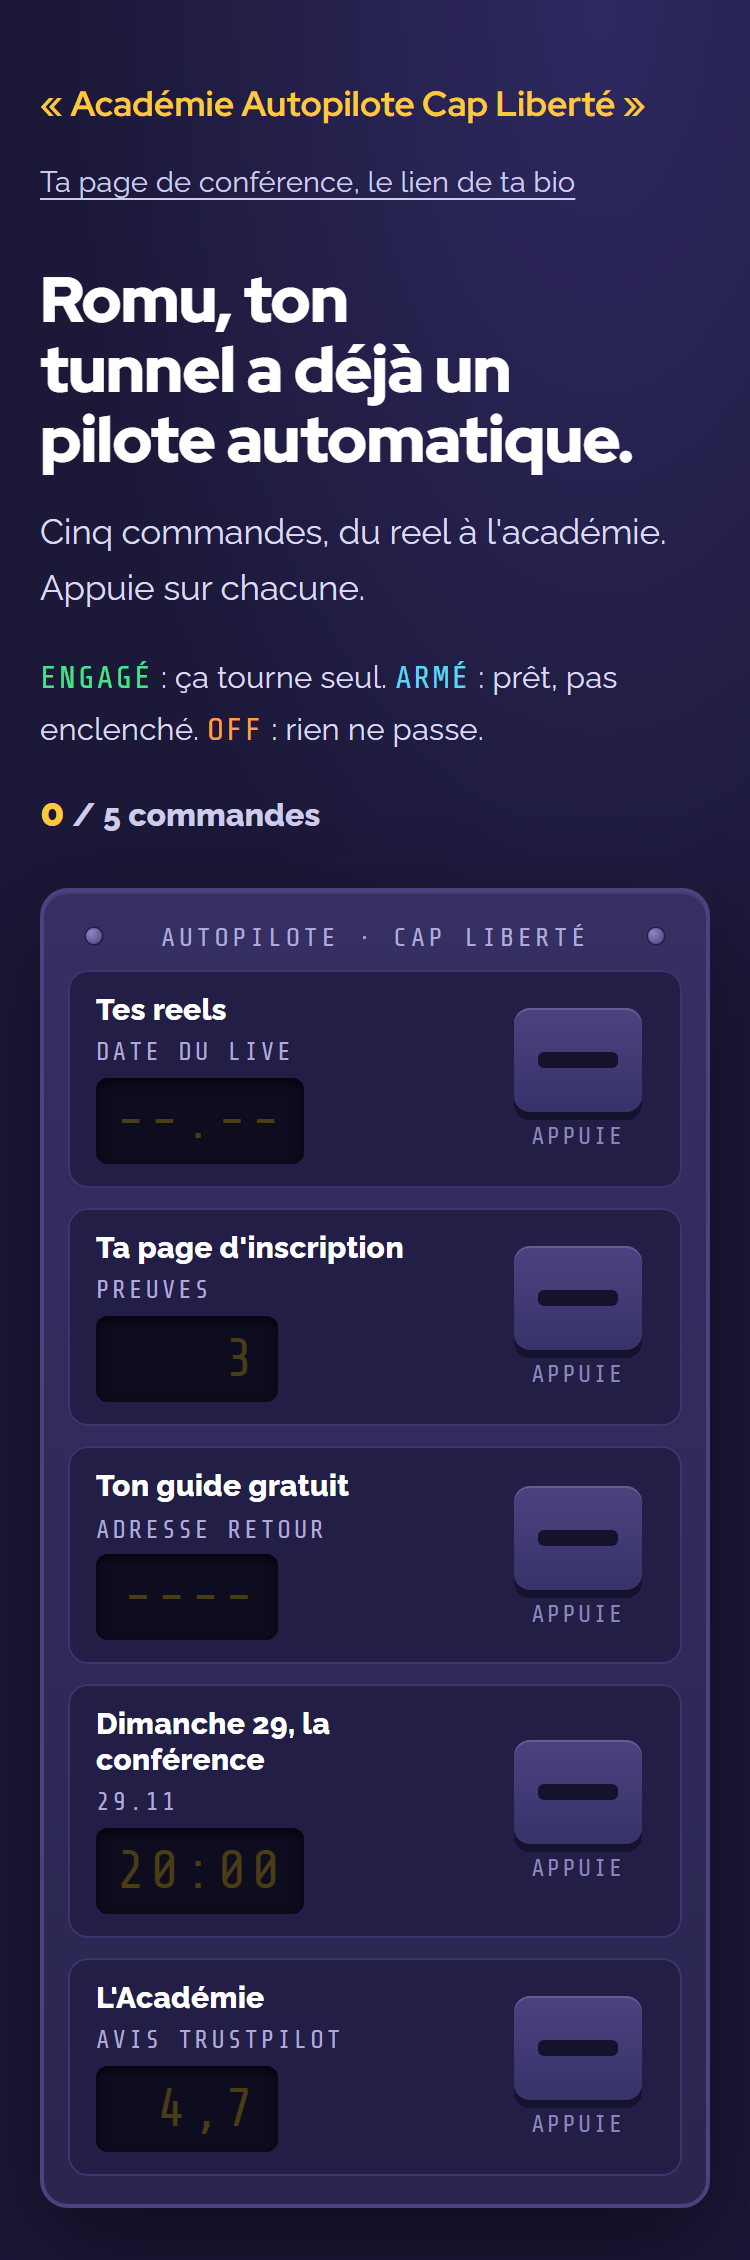 « Académie Autopilote Cap Liberté »
Ta page de conférence, le lien de ta bio
Romu, ton
tunnel a déjà un
pilote automatique.
Cinq commandes, du reel à l'académie.
Appuie sur chacune.
ENGAGÉ : ça tourne seul. ARMÉ : prêt, pas
enclenché. OFF : rien ne passe.
0 / 5 commandes
AUTOPILOTE · CAP LIBERTÉ
Tes reels
DATE DU LIVE
--.--
APPUIE
Ta page d'inscription
PREUVES
3
APPUIE
Ton guide gratuit
ADRESSE RETOUR
----
APPUIE
Dimanche 29, la
conférence
29.11
20:00
APPUIE
L'Académie
AVIS TRUSTPILOT
4,7
APPUIE